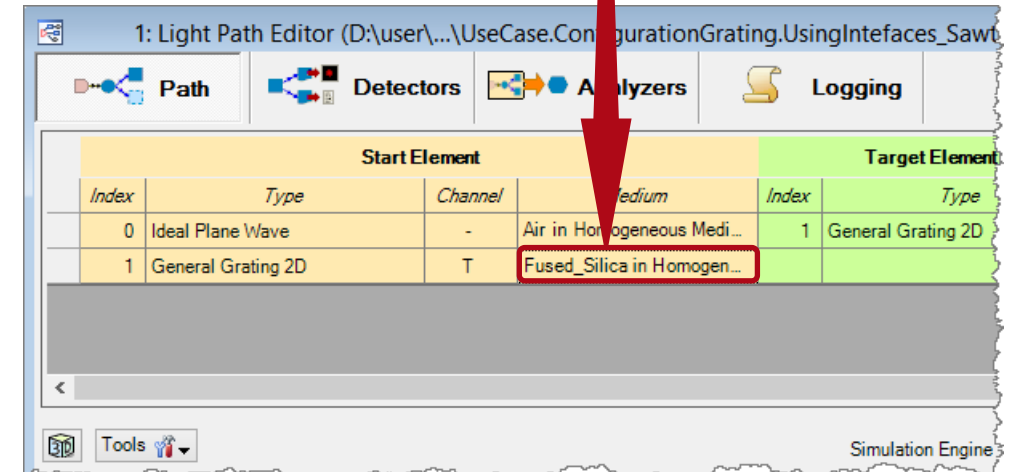 1: Light Path Editor (D:\user\...\UseCase.ConfigurationGrating.UsingIntefaces_Sawt
Path Detectors Analyzers Logging
Start Element Target Element
Index Type Channel Medium Index Type
0 Ideal Plane Wave - Air in Homogeneous Medi... 1 General Grating 2D
1 General Grating 2D T Fused_Silica in Homogen...
3D Tools Simulation Engine